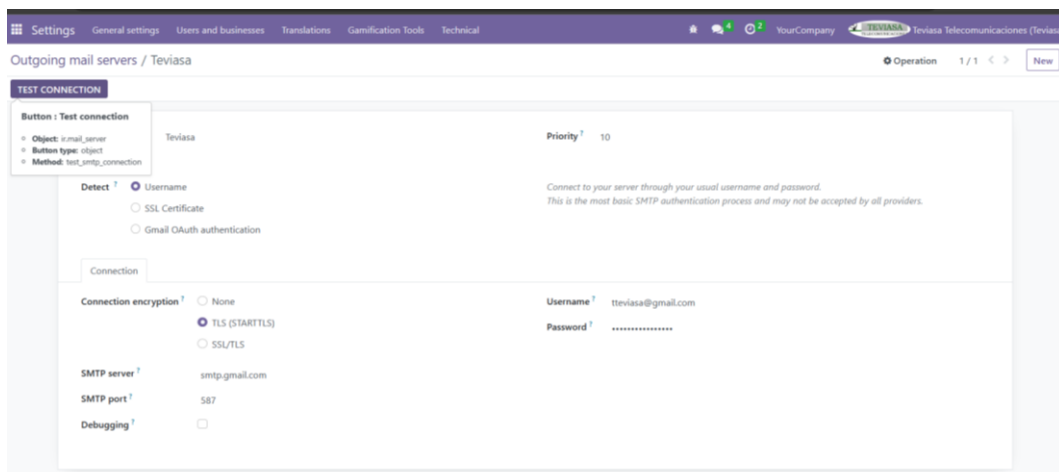 Settings General settings Users and businesses Translations Gamification Tools Technical 4 2 YourCompany TEVIASA Teviasa Telecomunicaciones (Tevias
Outgoing mail servers / Teviasa Operation 1 / 1 New
TEST CONNECTION
Button : Test connection
Object: ir.mail_server
Button type: object
Method: test_smtp_connection
Teviasa Priority ? 10
Detect ? Username
SSL Certificate
Gmail OAuth authentication
Connect to your server through your usual username and password.
This is the most basic SMTP authentication process and may not be accepted by all providers.
Connection
Connection encryption ? None
TLS (STARTTLS)
SSL/TLS
Username ? tteviasa@gmail.com
Password ? ................
SMTP server ? smtp.gmail.com
SMTP port ? 587
Debugging ?